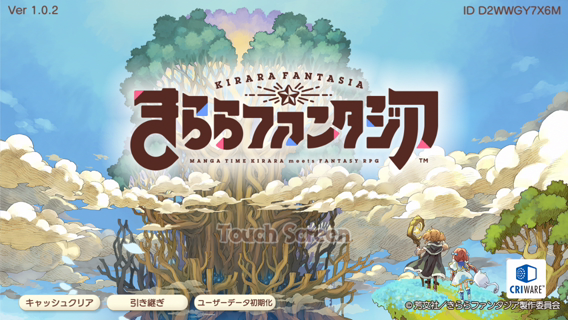 Ver 1.0.2
ID D2WWGY7X6M
KIRARA FANTASIA
きららファンタジア
TM
MANGA TIME KIRARA meets FANTASY RPG
Touch Screen
キャッシュクリア
引き継ぎ
ユーザーデータ初期化
CRIWARE
© 芳文社／きららファンタジア製作委員会